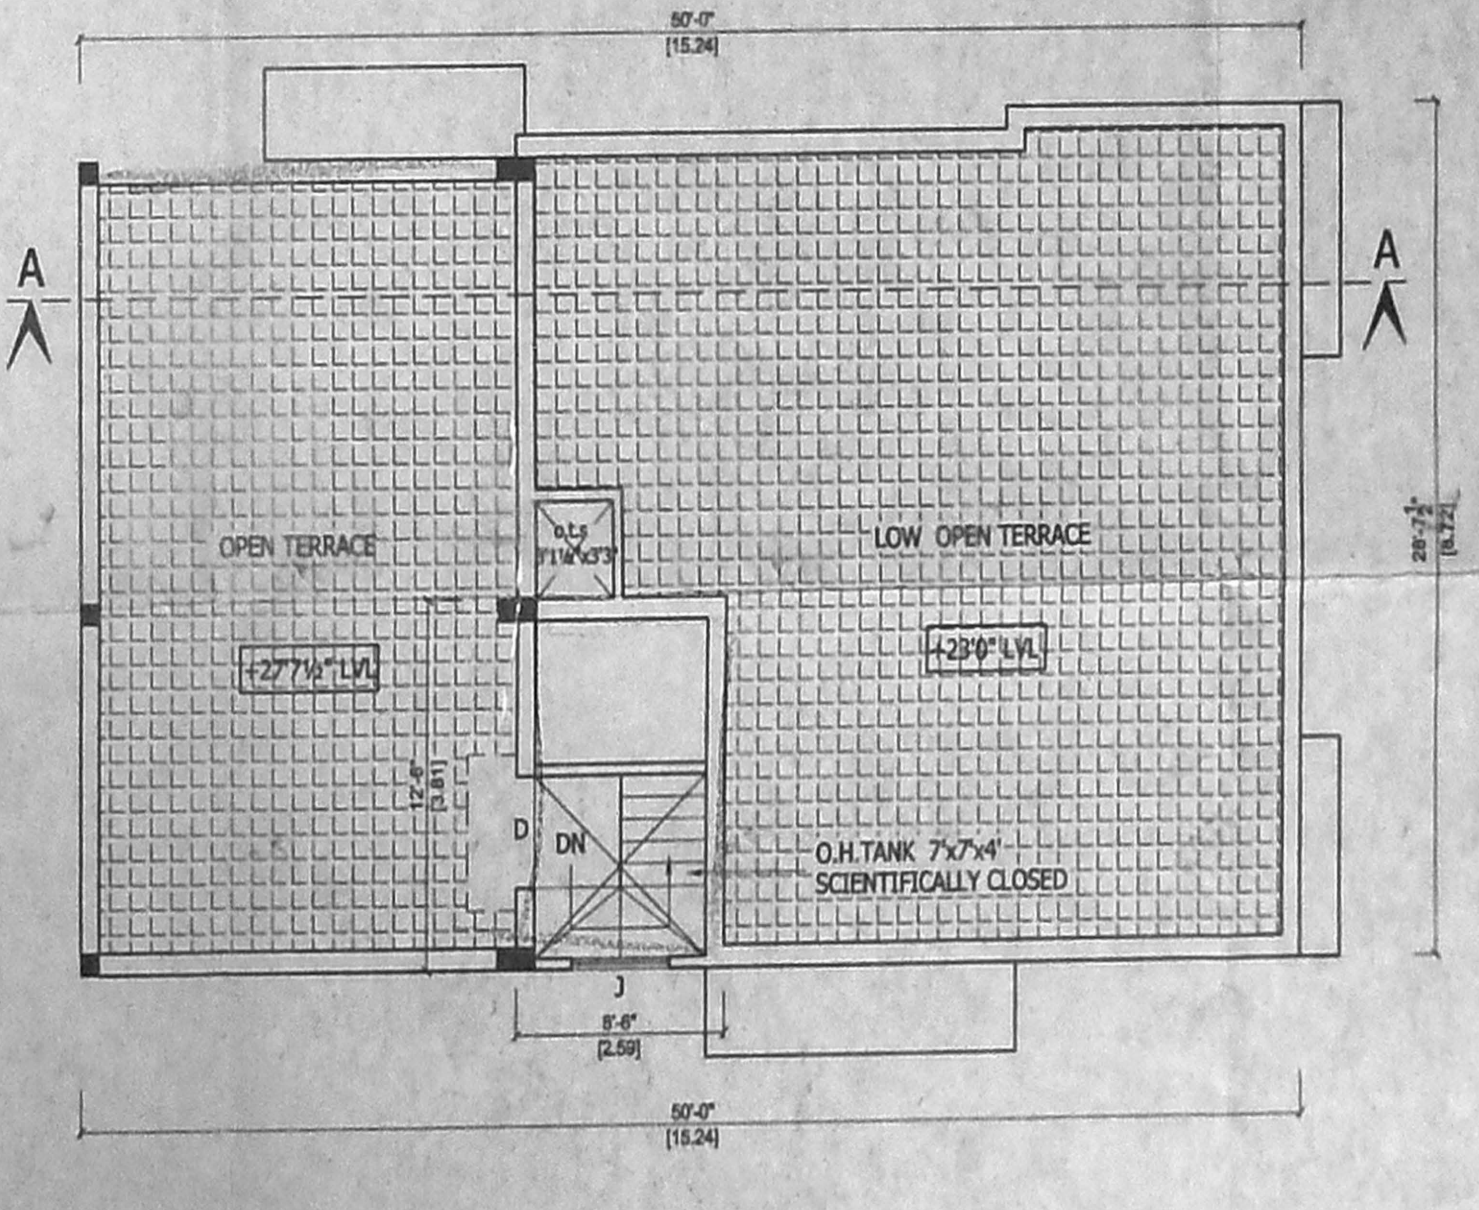 50'-0"
[15.24]
A
A
OPEN TERRACE
o.t.s
LOW OPEN TERRACE
28'-7½"
[8.72]
+27'7½" LVL
+23'0" LVL
12'-6"
[3.81]
D
DN
O.H.TANK 7'x7'x4'
SCIENTIFICALLY CLOSED
J
8'-6"
[2.59]
50'-0"
[15.24]